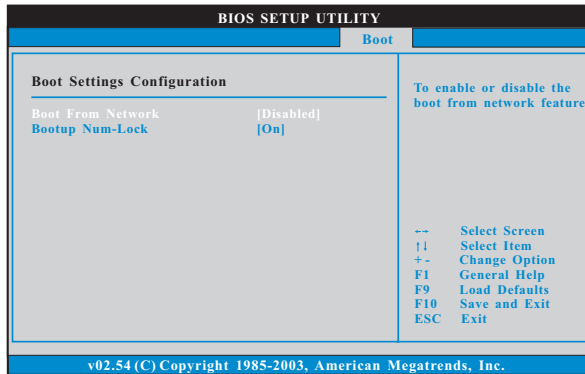 BIOS SETUP UTILITY
Boot
Boot Settings Configuration
Boot From Network [Disabled]
Bootup Num-Lock [On]
To enable or disable the
boot from network feature
←→ Select Screen
↑↓ Select Item
+ - Change Option
F1 General Help
F9 Load Defaults
F10 Save and Exit
ESC Exit
v02.54 (C) Copyright 1985-2003, American Megatrends, Inc.